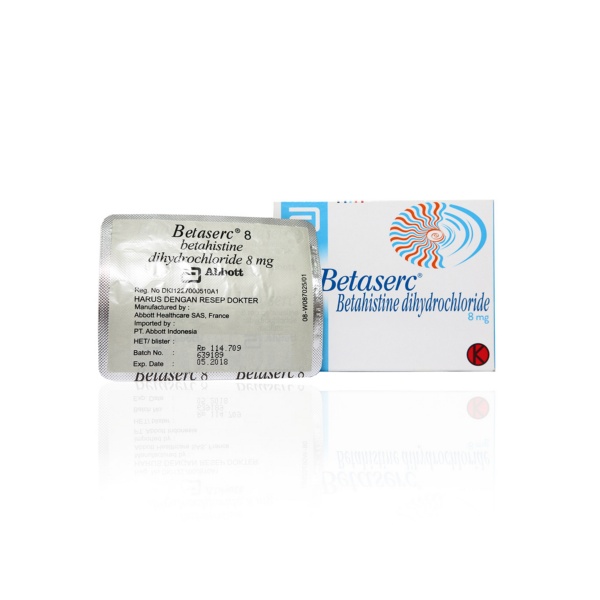 Betaserc® 8
betahistine
dihydrochloride 8 mg
Abbott
Reg. No DKI1227000510A1
HARUS DENGAN RESEP DOKTER
Manufactured by :
Abbott Healthcare SAS, France
Imported by :
PT. Abbott Indonesia
HET/ blister : Rp 114.709
Batch No. : 639189
Exp. Date : 05.2018
Betaserc 8 Betaserc 8
08-W087025/01
Betaserc®
Betahistine dihydrochloride
8 mg
K